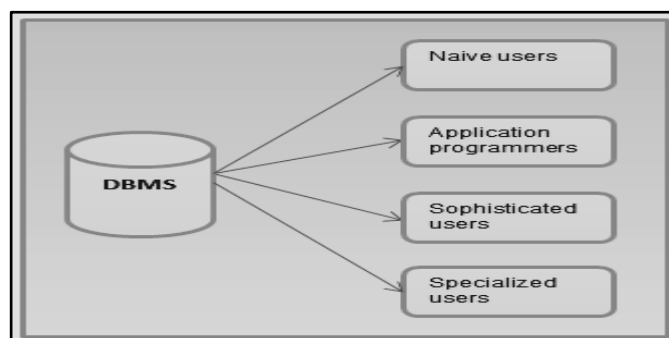 Naive users
Application
programmers
DBMS
Sophisticated
users
Specialized
users